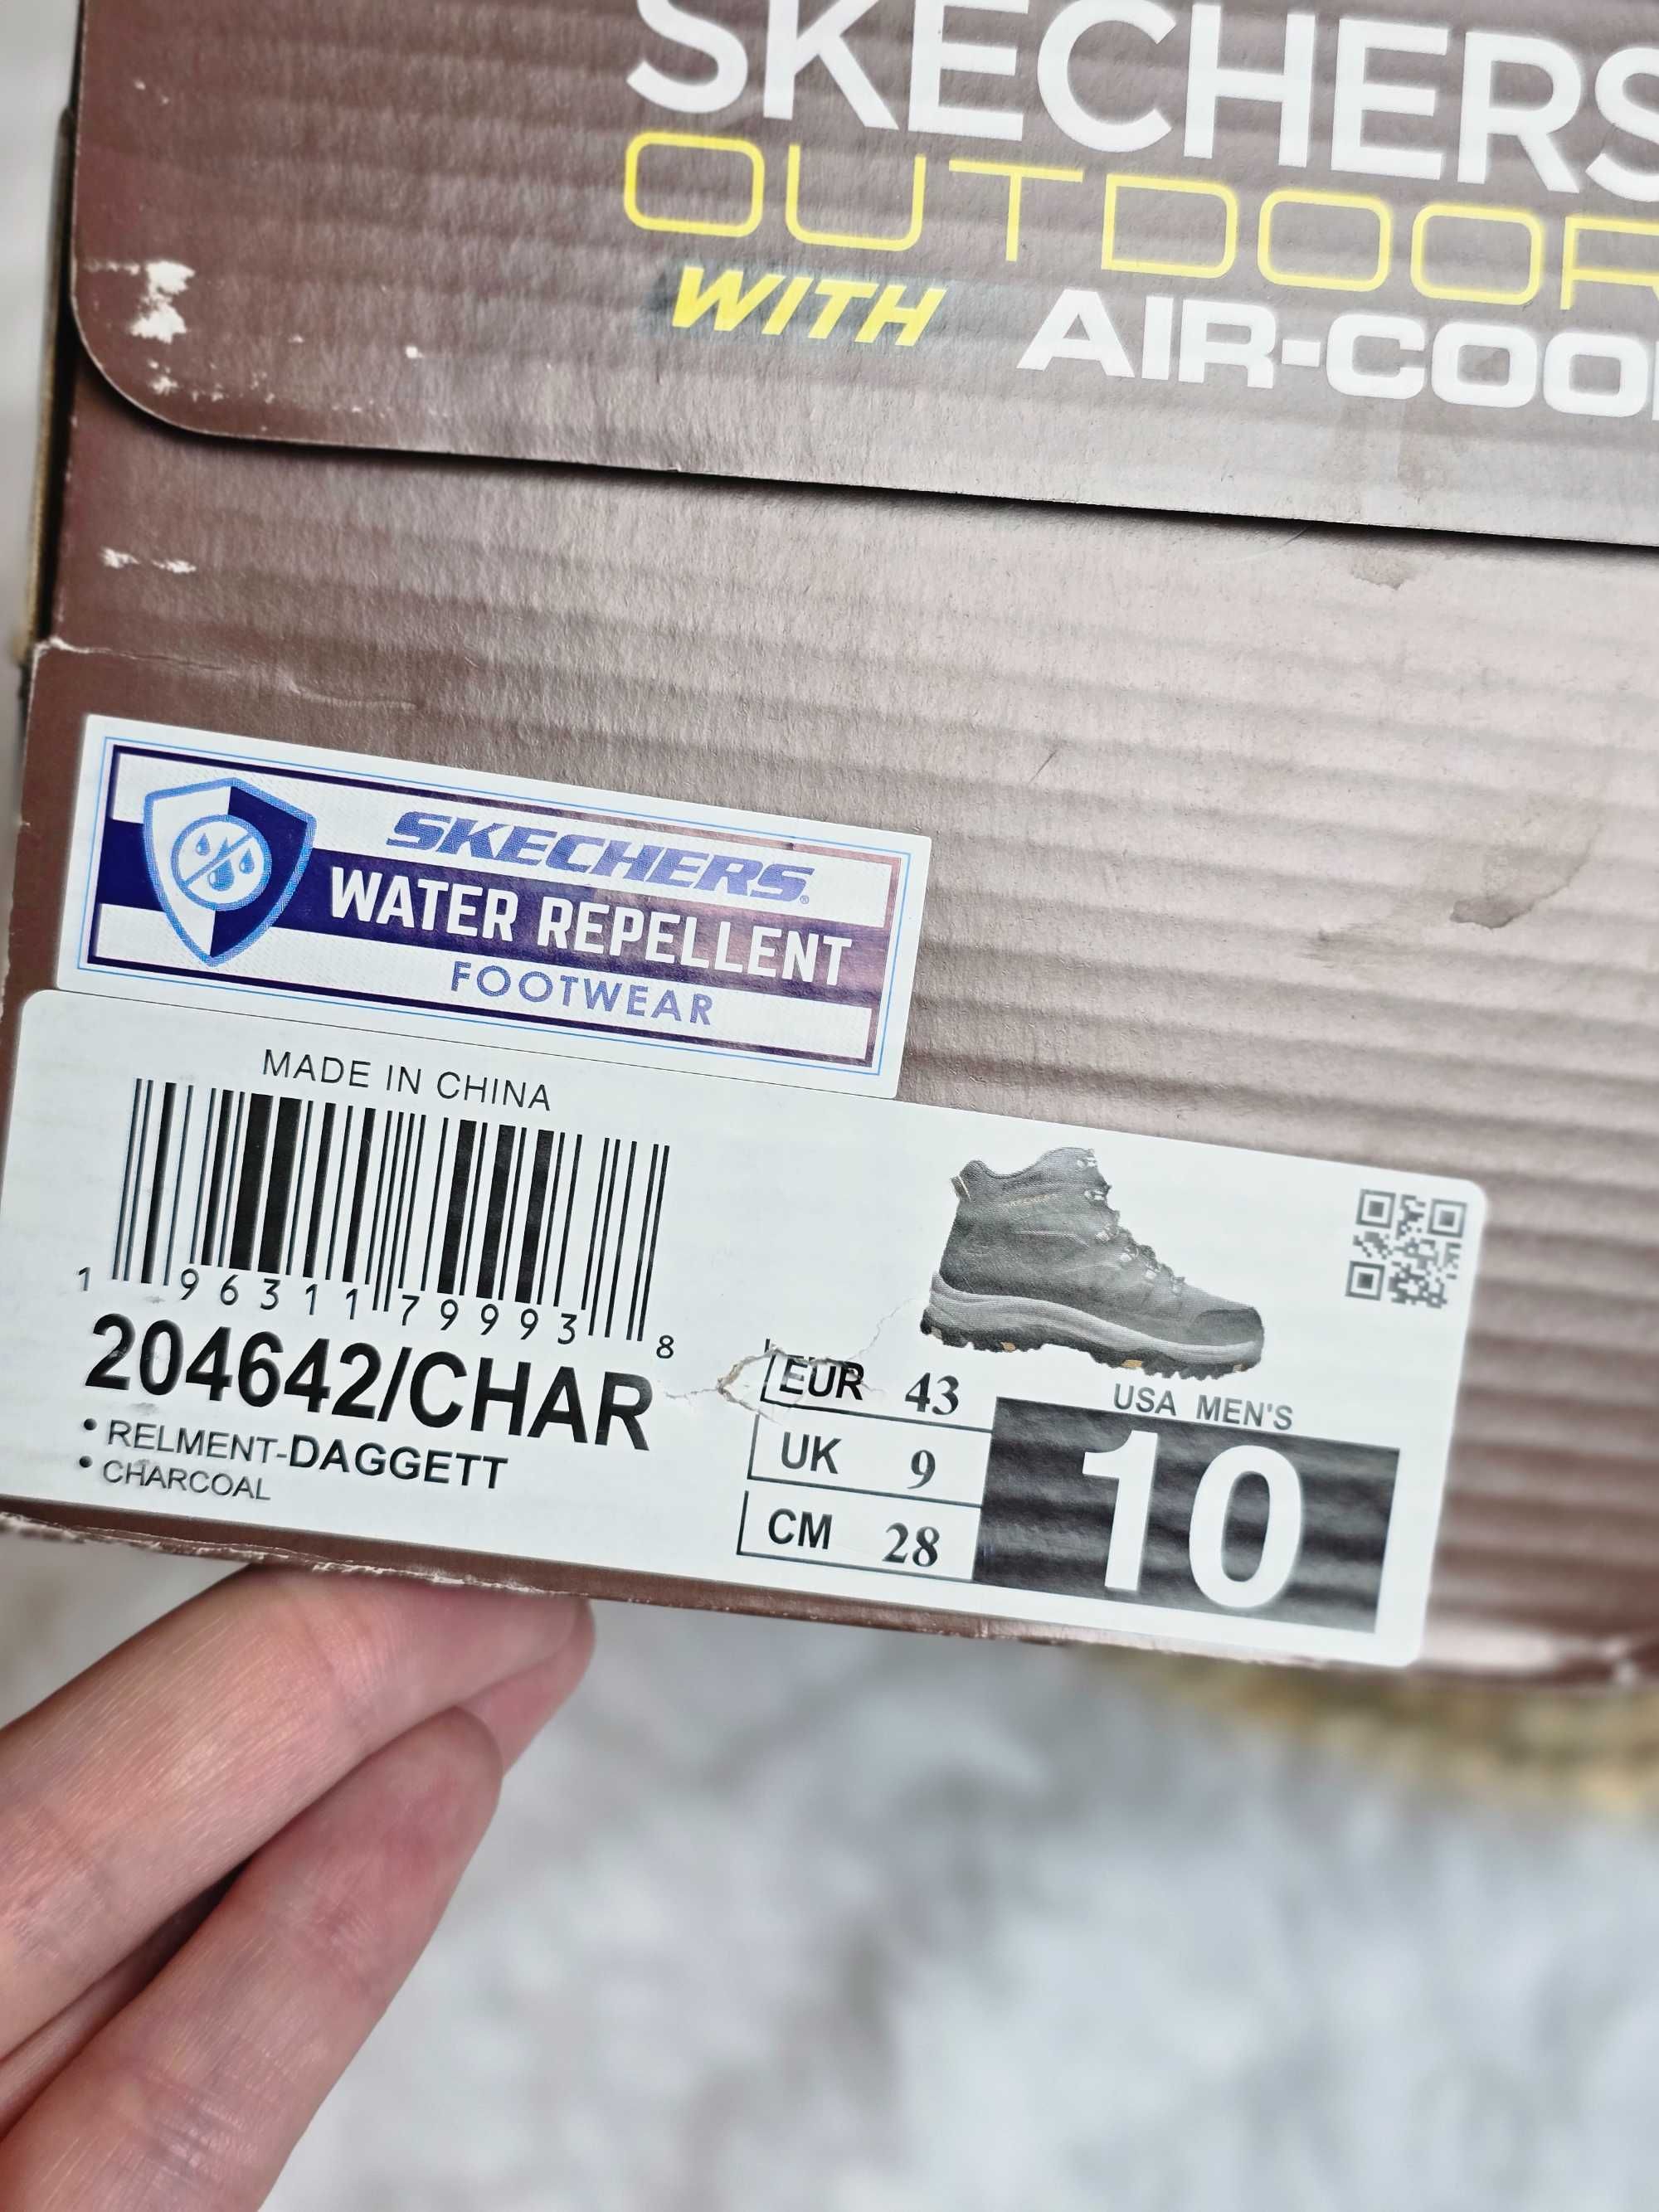 SKECHERS
OUTDOOR
WITH AIR-COOL
SKECHERS®
WATER REPELLENT
FOOTWEAR
MADE IN CHINA
1 96311 79993 8
204642/CHAR
• RELMENT-DAGGETT
• CHARCOAL
EUR 43
UK 9
CM 28
USA MEN'S
10